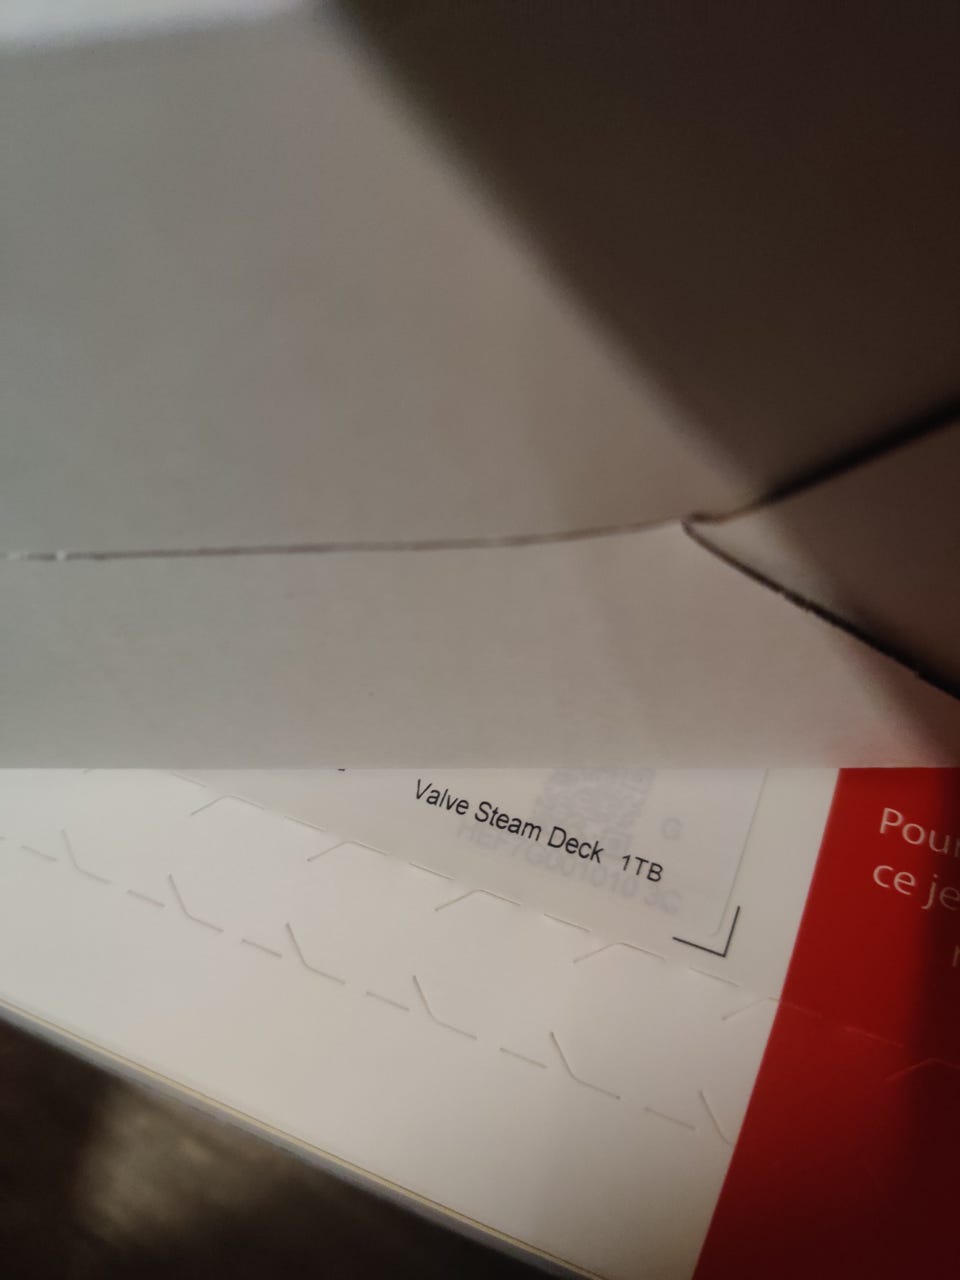 Valve Steam Deck 1TB
G
Pour
ce je